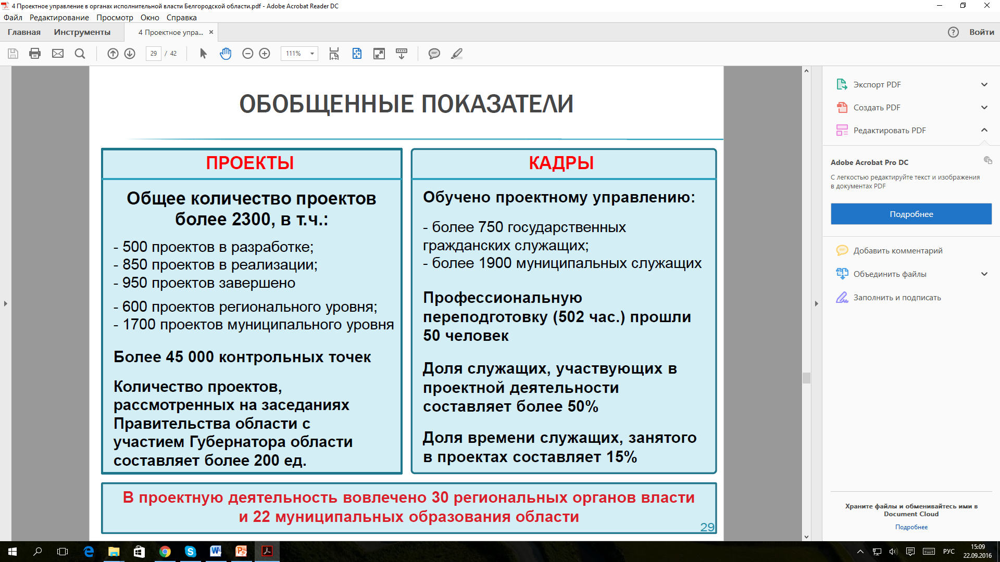 4 Проектное управление в органах исполнительной власти Белгородской области.pdf - Adobe Acrobat Reader DC
Файл Редактирование Просмотр Окно Справка
Главная Инструменты 4 Проектное упра... × Войти
29 / 42 111%
ОБОБЩЕННЫЕ ПОКАЗАТЕЛИ
ПРОЕКТЫ
Общее количество проектов
более 2300, в т.ч.:
- 500 проектов в разработке;
- 850 проектов в реализации;
- 950 проектов завершено
- 600 проектов регионального уровня;
- 1700 проектов муниципального уровня
Более 45 000 контрольных точек
Количество проектов,
рассмотренных на заседаниях
Правительства области с
участием Губернатора области
составляет более 200 ед.
КАДРЫ
Обучено проектному управлению:
- более 750 государственных
гражданских служащих;
- более 1900 муниципальных служащих
Профессиональную
переподготовку (502 час.) прошли
50 человек
Доля служащих, участвующих в
проектной деятельности
составляет более 50%
Доля времени служащих, занятого
в проектах составляет 15%
В проектную деятельность вовлечено 30 региональных органов власти
и 22 муниципальных образования области
29
Экспорт PDF
Создать PDF
Редактировать PDF
Adobe Acrobat Pro DC
С легкостью редактируйте текст и изображения
в документах PDF
Подробнее
Добавить комментарий
Объединить файлы
Заполнить и подписать
Храните файлы и обменивайтесь ими в
Document Cloud
Подробнее
РУС
15:09
22.09.2016